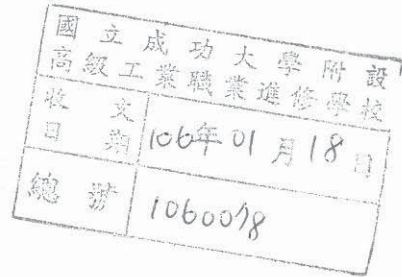 國立成功大學附設
高級工業職業進修學校
收文日期 106年01月18日
總號 1060078